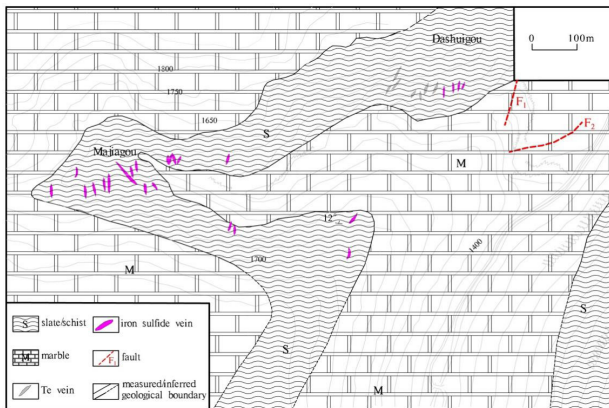 Dashuigou
0 100m
1800
1750
F1
1650
F2
S
Majiagou
M
12°
1400
1700
M
S
S
M
S slate/schist
iron sulfide vein
M marble
F1 fault
Te vein
measured/inferred
geological boundary